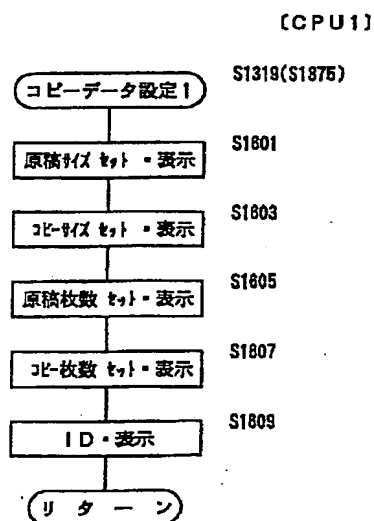 〔CPU1〕
コピーデータ設定1 S1319(S1875)
原稿サイズ セット・表示 S1601
コピーサイズ セット・表示 S1603
原稿枚数 セット・表示 S1605
コピー枚数 セット・表示 S1607
ID・表示 S1609
リターン